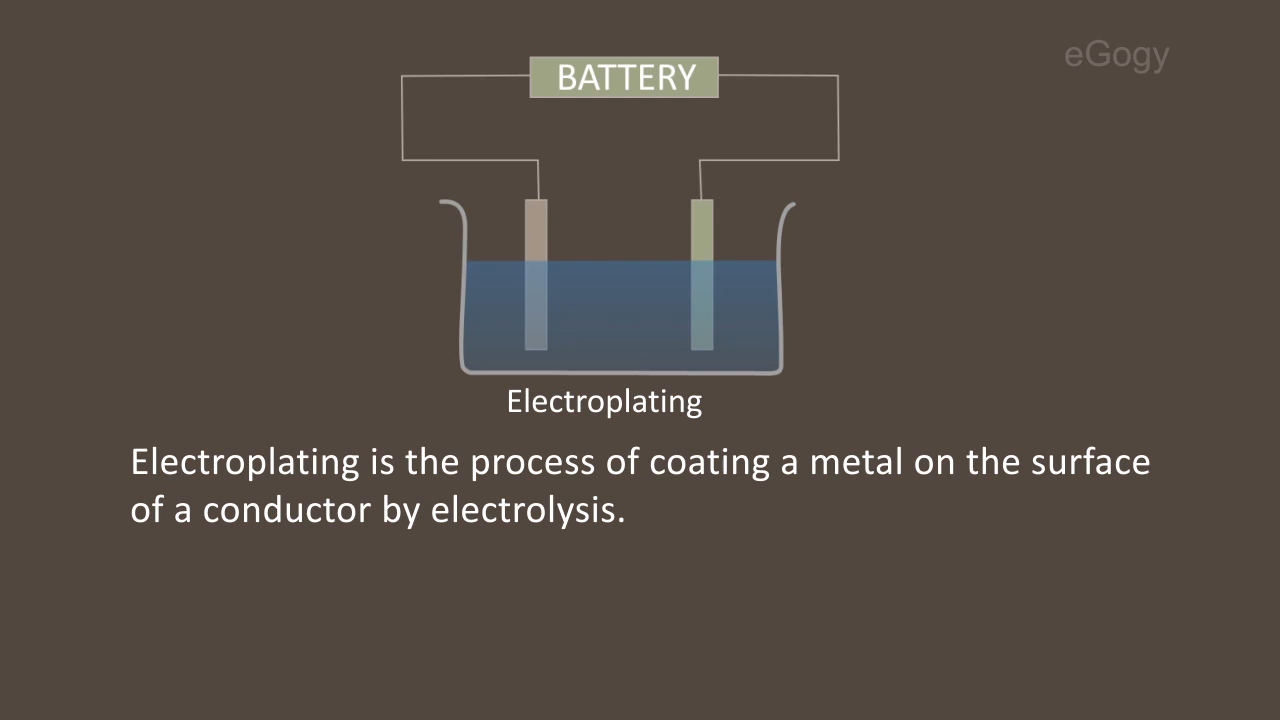 eGogy
BATTERY
Electroplating
Electroplating is the process of coating a metal on the surface
of a conductor by electrolysis.